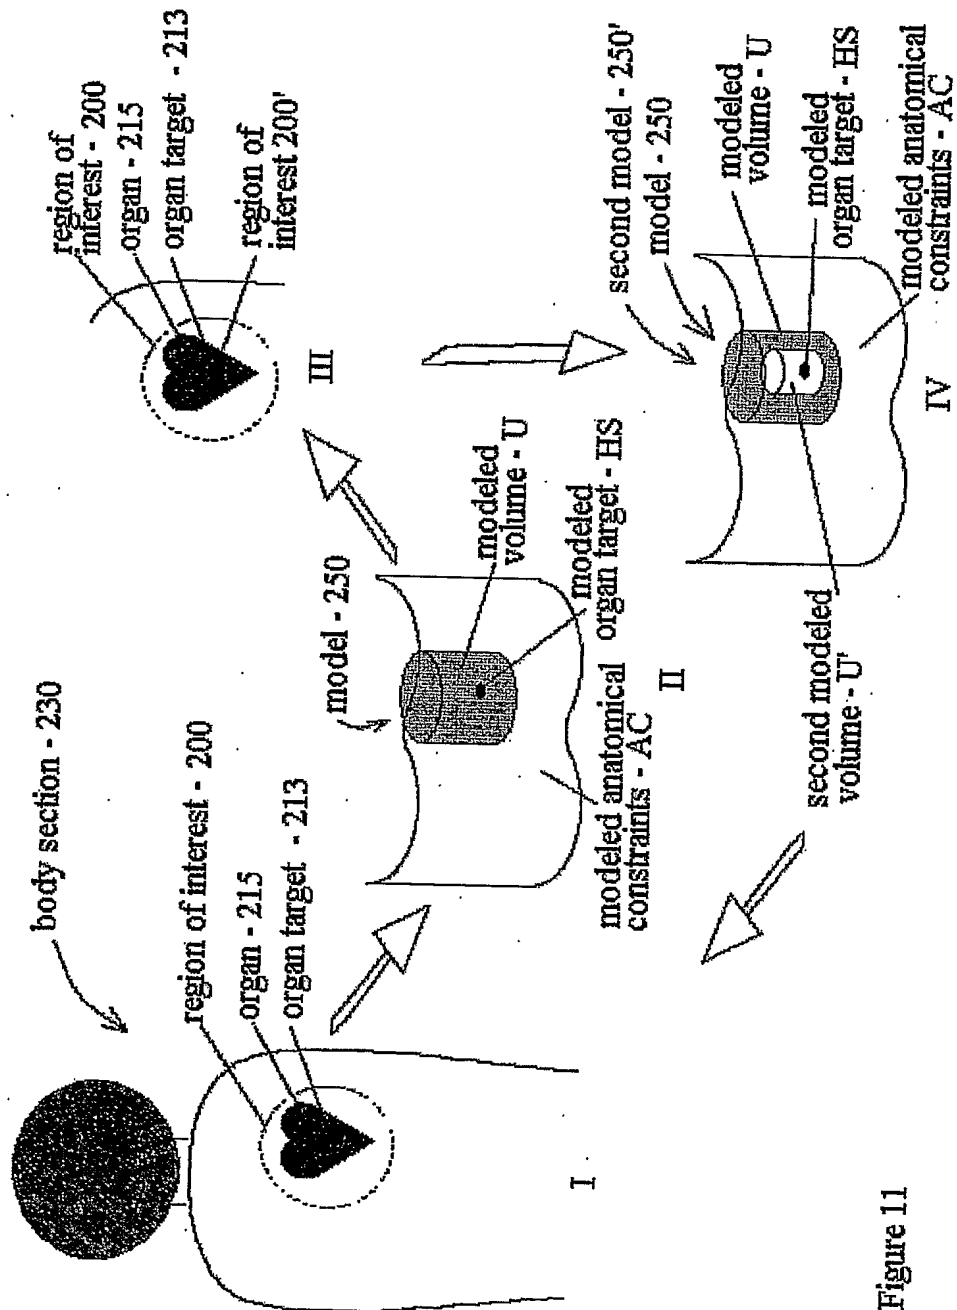 body section - 230
region of interest - 200
organ - 215
organ target - 213
I
model - 250
modeled
volume - U
modeled
organ target - HS
modeled anatomical
constraints - AC
II
region of
interest - 200
organ - 215
organ target - 213
region of
interest 200'
III
second model - 250'
model - 250
modeled
volume - U
modeled
organ target - HS
modeled anatomical
constraints - AC
second modeled
volume - U'
IV
Figure 11